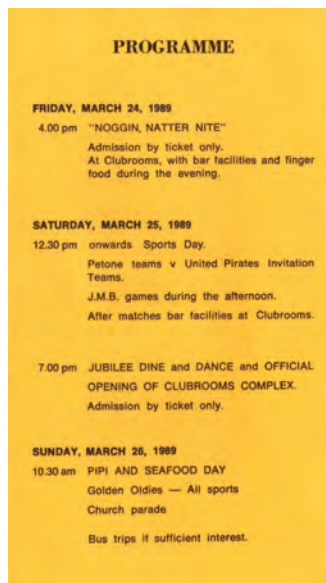 PROGRAMME
FRIDAY, MARCH 24, 1989
4.00 pm "NOGGIN, NATTER NITE"
Admission by ticket only.
At Clubrooms, with bar facilities and finger
food during the evening.
SATURDAY, MARCH 25, 1989
12.30 pm onwards Sports Day.
Petone teams v United Pirates Invitation
Teams.
J.M.B. games during the afternoon.
After matches bar facilities at Clubrooms.
7.00 pm JUBILEE DINE and DANCE and OFFICIAL
OPENING OF CLUBROOMS COMPLEX.
Admission by ticket only.
SUNDAY, MARCH 26, 1989
10.30 am PIPI AND SEAFOOD DAY
Golden Oldies — All sports
Church parade
Bus trips if sufficient interest.